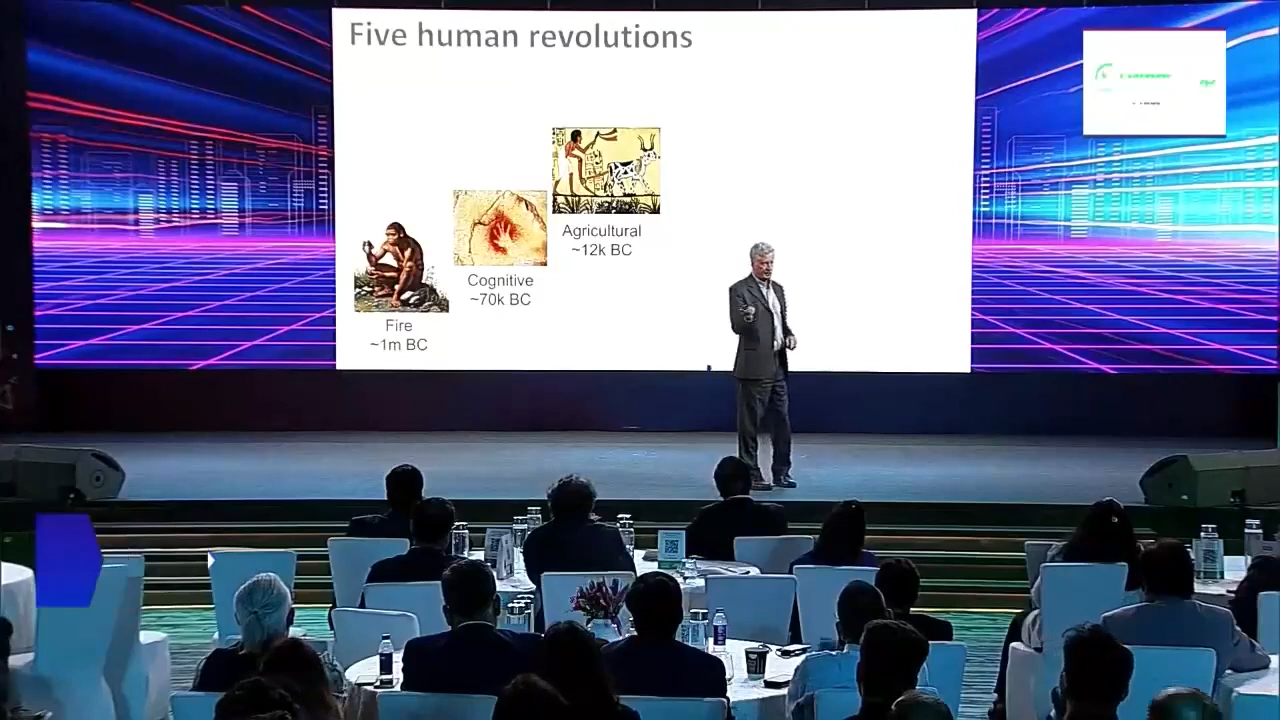 Five human revolutions
Agricultural
~12k BC
Cognitive
~70k BC
Fire
~1m BC